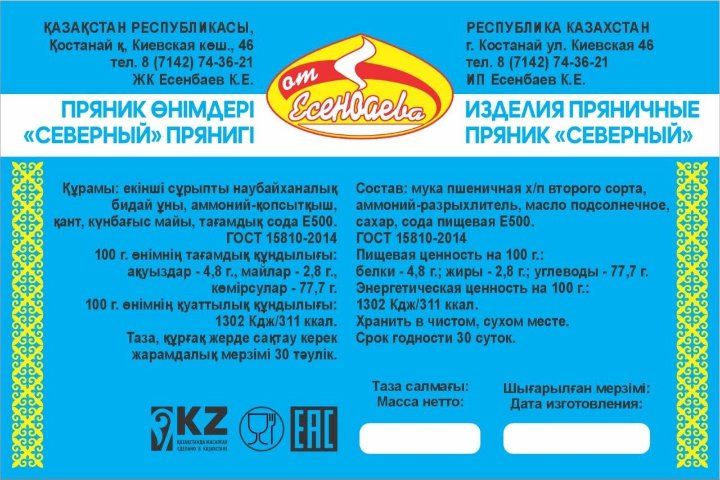 ҚАЗАҚСТАН РЕСПУБЛИКАСЫ,
Қостанай қ, Киевская көш., 46
тел. 8 (7142) 74-36-21
ЖК Есенбаев К.Е.
от
Есенбаева
РЕСПУБЛИКА КАЗАХСТАН
г. Костанай ул. Киевская 46
тел. 8 (7142) 74-36-21
ИП Есенбаев К.Е.
ПРЯНИК ӨНІМДЕРІ
«СЕВЕРНЫЙ» ПРЯНИГІ
ИЗДЕЛИЯ ПРЯНИЧНЫЕ
ПРЯНИК «СЕВЕРНЫЙ»
Құрамы: екінші сұрыпты наубайханалық
бидай ұны, аммоний-қопсытқыш,
қант, күнбағыс майы, тағамдық сода Е500.
ГОСТ 15810-2014
100 г. өнімнің тағамдық құндылығы:
ақуыздар - 4,8 г., майлар - 2,8 г.,
көмірсулар - 77,7 г.
100 г. өнімнің қуаттылық құндылығы:
1302 Кдж/311 ккал.
Таза, құрғақ жерде сақтау керек
жарамдалық мерзімі 30 тәулік.
Состав: мука пшеничная х/п второго сорта,
аммоний-разрыхлитель, масло подсолнечное,
сахар, сода пищевая Е500.
ГОСТ 15810-2014
Пищевая ценность на 100 г.:
белки - 4,8 г.; жиры - 2,8 г.; углеводы - 77,7 г.
Энергетическая ценность на 100 г.:
1302 Кдж/311 ккал.
Хранить в чистом, сухом месте.
Срок годности 30 суток.
Таза салмағы:
Масса нетто:
Шығарылған мерзімі:
Дата изготовления:
KZ
ҚАЗАҚСТАНДА ЖАСАЛҒАН
СДЕЛАНО В КАЗАХСТАНЕ
ЕАС